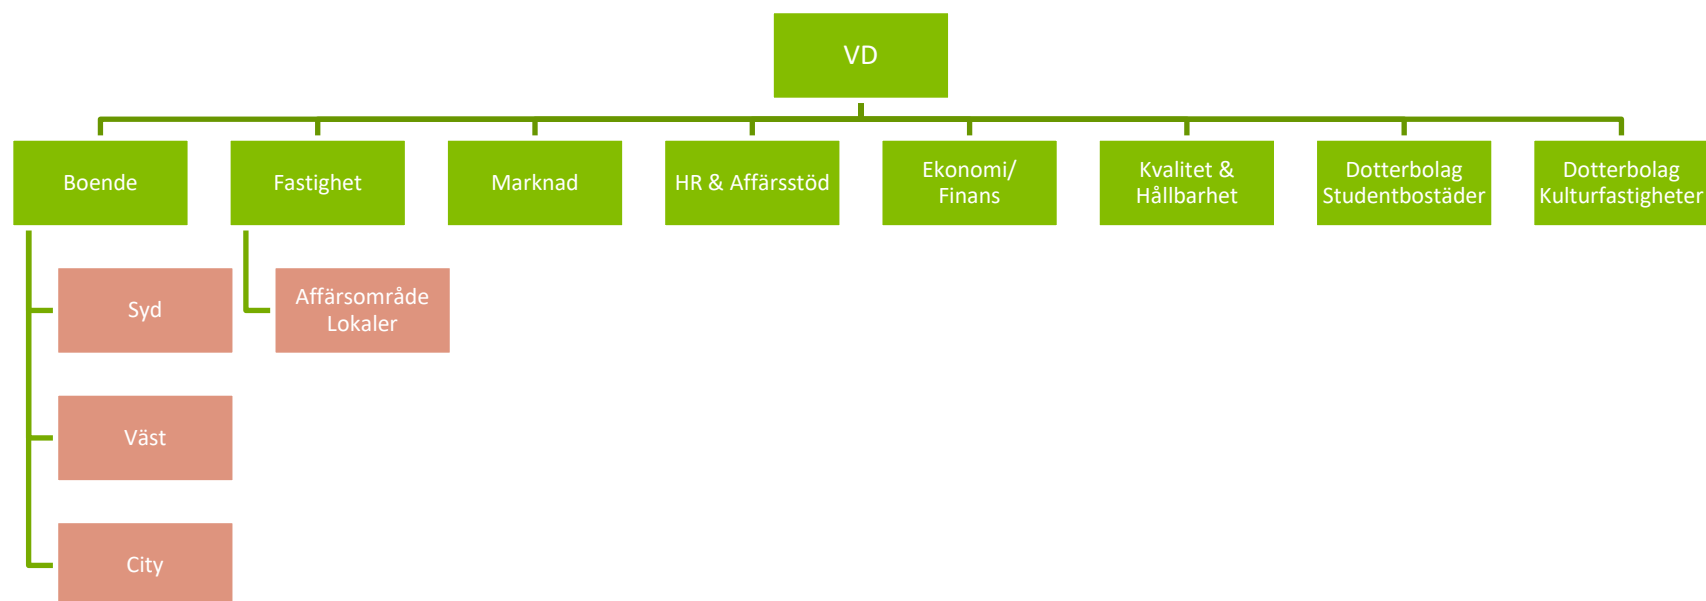 VD
Boende
Fastighet
Marknad
HR & Affärsstöd
Ekonomi/
Finans
Kvalitet &
Hållbarhet
Dotterbolag
Studentbostäder
Dotterbolag
Kulturfastigheter
Syd
Affärsområde
Lokaler
Väst
City